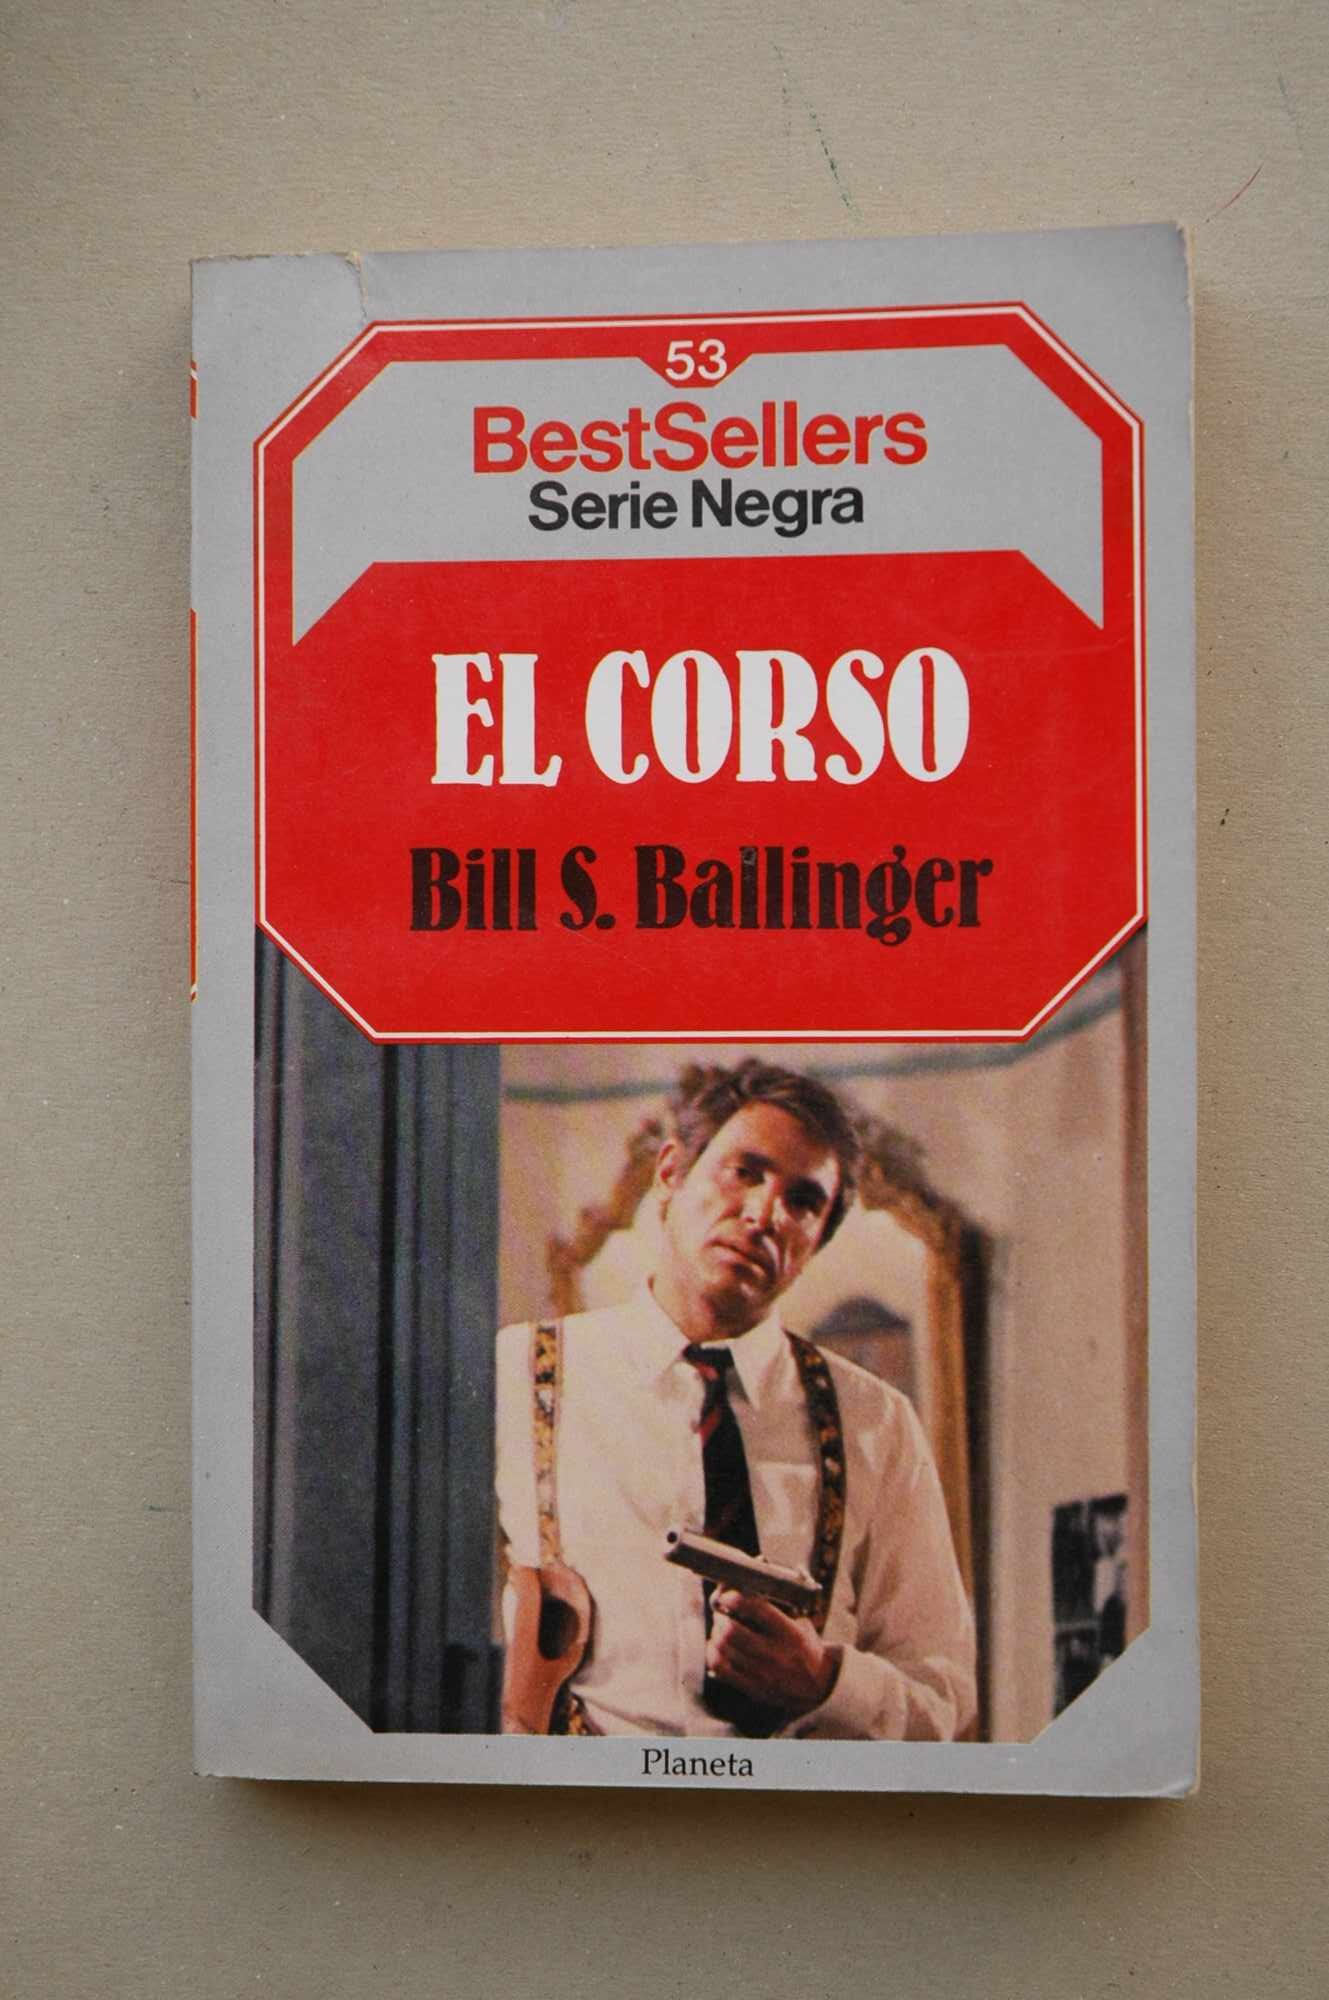 53
BestSellers
Serie Negra
EL CORSO
Bill S. Ballinger
Planeta